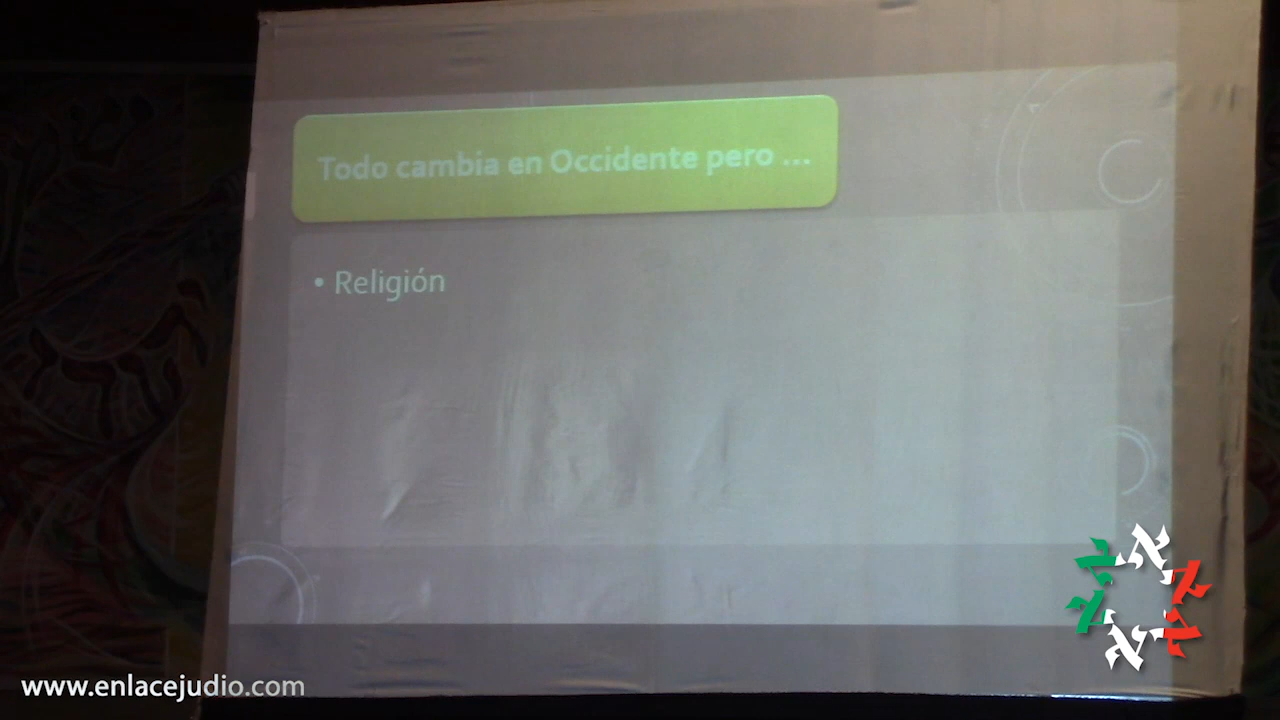 Todo cambia en Occidente pero ...
• Religión
www.enlacejudio.com
א א א א א א